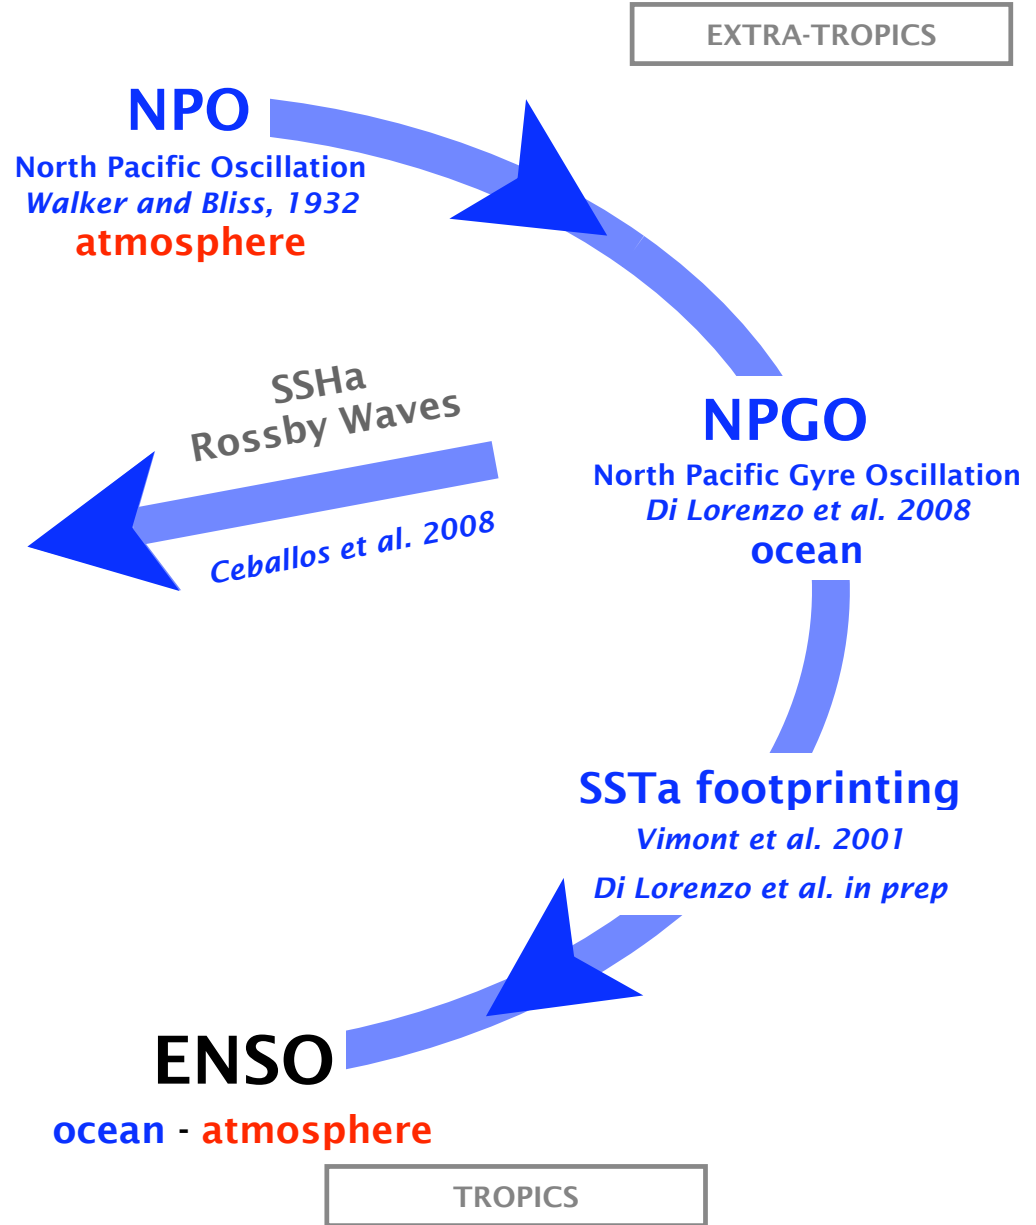 EXTRA-TROPICS
NPO
North Pacific Oscillation
Walker and Bliss, 1932
atmosphere
SSHa
Rossby Waves
Ceballos et al. 2008
NPGO
North Pacific Gyre Oscillation
Di Lorenzo et al. 2008
ocean
SSTa footprinting
Vimont et al. 2001
Di Lorenzo et al. in prep
ENSO
ocean - atmosphere
TROPICS